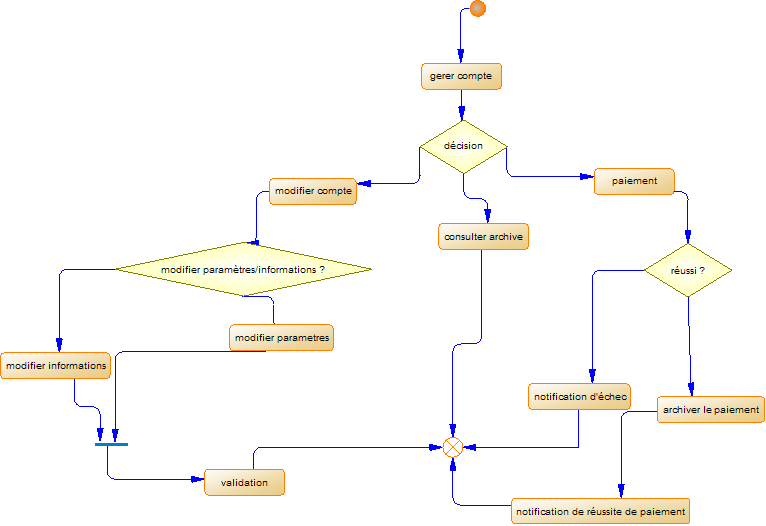 gerer compte
décision
modifier compte
paiement
consulter archive
modifier paramètres/informations ?
réussi ?
modifier parametres
modifier informations
notification d'échec
archiver le paiement
validation
notification de réussite de paiement